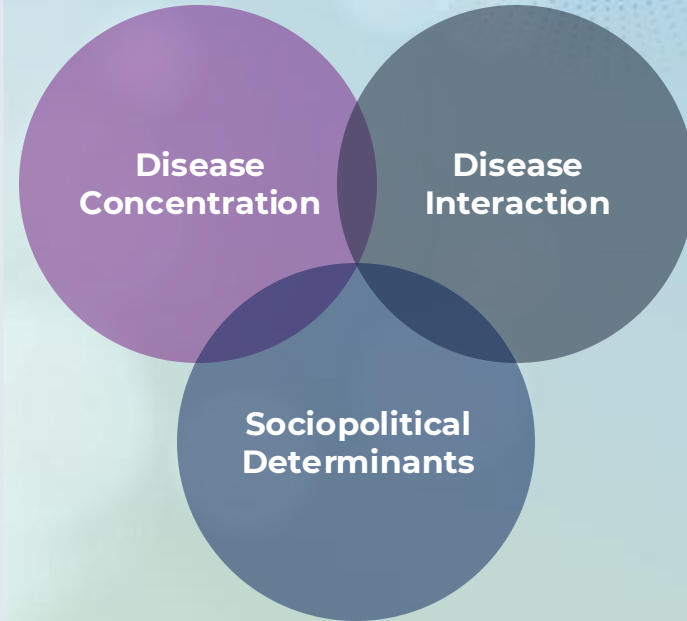 Disease
Concentration
Disease
Interaction
Sociopolitical
Determinants